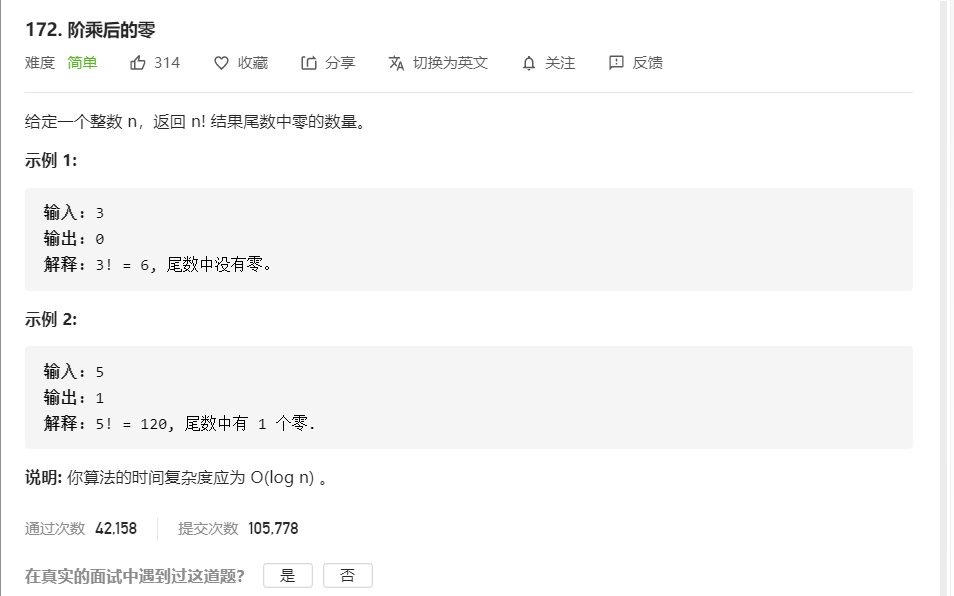 172. 阶乘后的零
难度 简单 314 收藏 分享 切换为英文 关注 反馈
给定一个整数 n，返回 n! 结果尾数中零的数量。
示例 1:
输入: 3
输出: 0
解释: 3! = 6, 尾数中没有零。
示例 2:
输入: 5
输出: 1
解释: 5! = 120, 尾数中有 1 个零.
说明: 你算法的时间复杂度应为 O(log n) 。
通过次数 42,158 提交次数 105,778
在真实的面试中遇到过这道题? 是 否